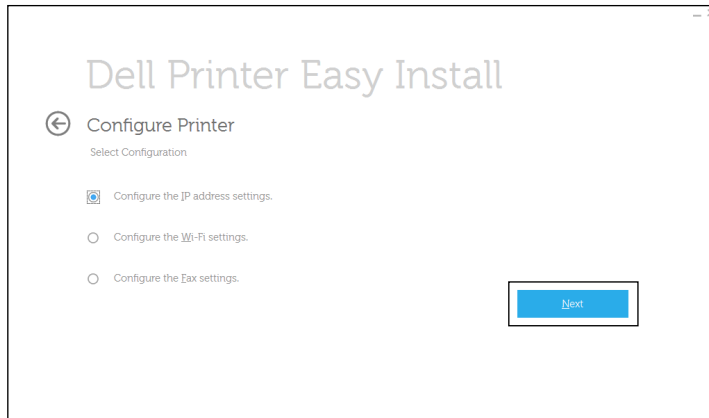 Dell Printer Easy Install
Configure Printer
Select Configuration
Configure the IP address settings.
Configure the Wi-Fi settings.
Configure the Fax settings.
Next